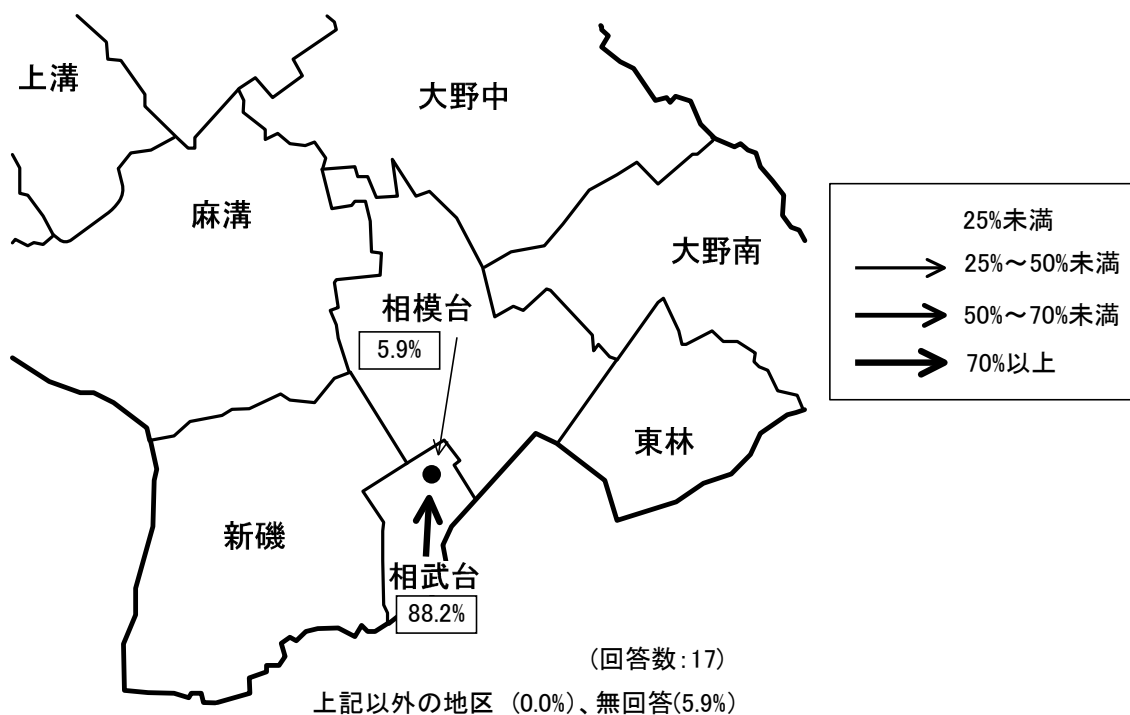 上溝
大野中
麻溝
大野南
相模台
5.9%
東林
新磯
相武台
88.2%
25%未満
25%～50%未満
50%～70%未満
70%以上
(回答数:17)
上記以外の地区 (0.0%)、無回答(5.9%)